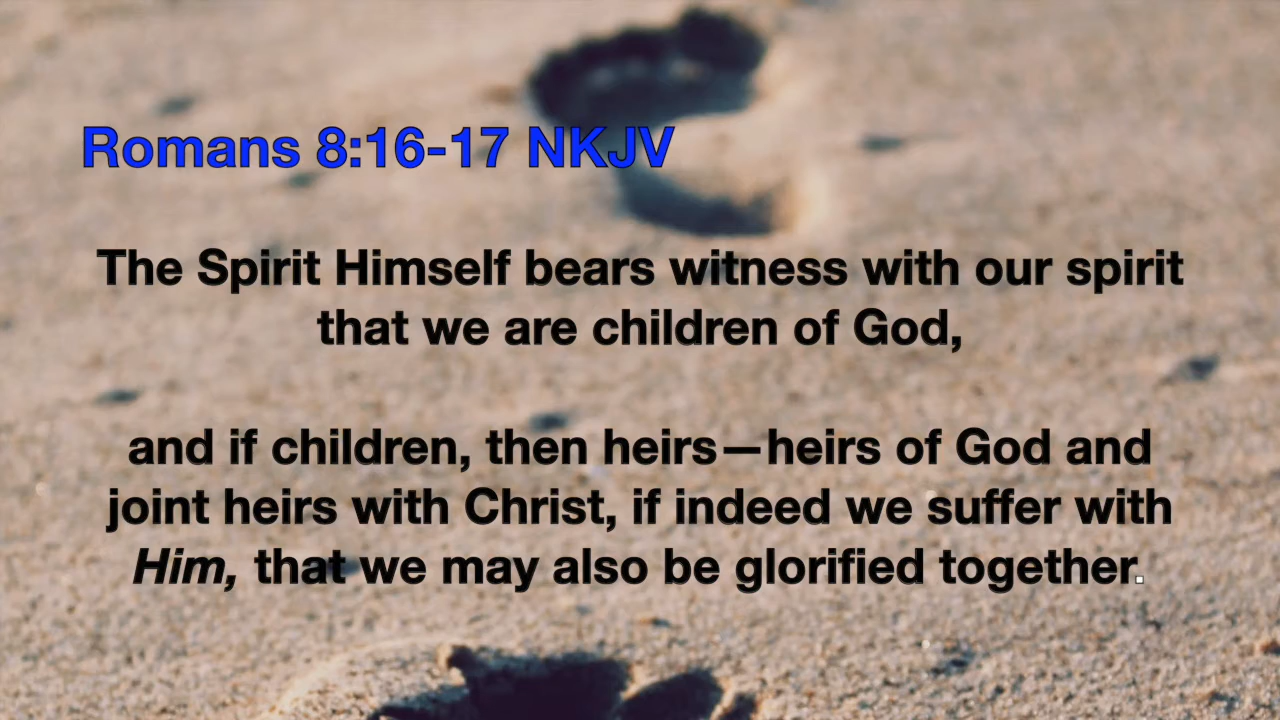 Romans 8:16-17 NKJV
The Spirit Himself bears witness with our spirit
that we are children of God,
and if children, then heirs—heirs of God and
joint heirs with Christ, if indeed we suffer with
Him, that we may also be glorified together.